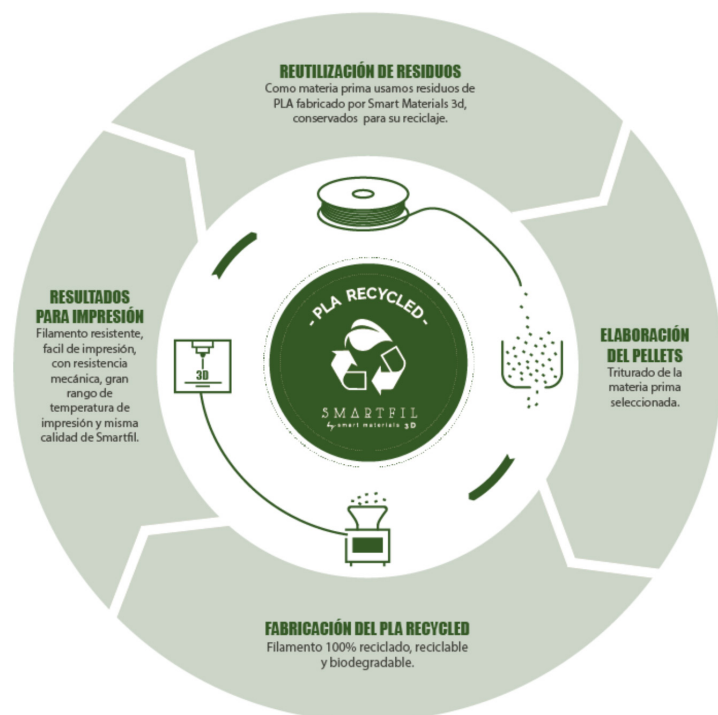 REUTILIZACIÓN DE RESIDUOS
Como materia prima usamos residuos de
PLA fabricado por Smart Materials 3d,
conservados para su reciclaje.
ELABORACIÓN
DEL PELLETS
Triturado de la
materia prima
seleccionada.
FABRICACIÓN DEL PLA RECYCLED
Filamento 100% reciclado, reciclable
y biodegradable.
RESULTADOS
PARA IMPRESIÓN
Filamento resistente,
facil de impresión,
con resistencia
mecánica, gran
rango de
temperatura de
impresión y misma
calidad de Smartfil.
3D
- PLA RECYCLED -
SMARTFIL
by smart materials 3D